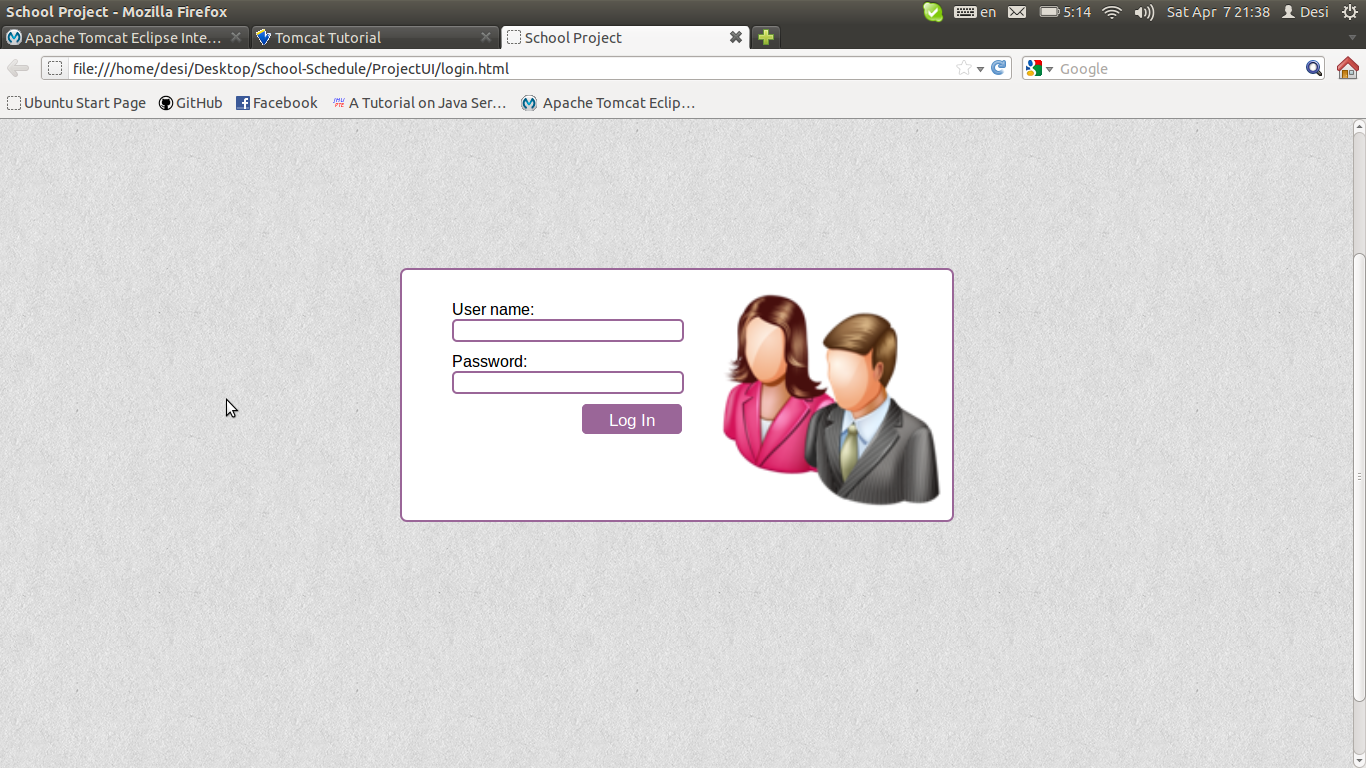 School Project - Mozilla Firefox
en
5:14
Sat Apr 7 21:38
Desi
Apache Tomcat Eclipse Inte...
Tomcat Tutorial
School Project
file:///home/desi/Desktop/School-Schedule/ProjectUI/login.html
Google
Ubuntu Start Page
GitHub
Facebook
A Tutorial on Java Ser...
Apache Tomcat Eclip...
User name:
Password:
Log In